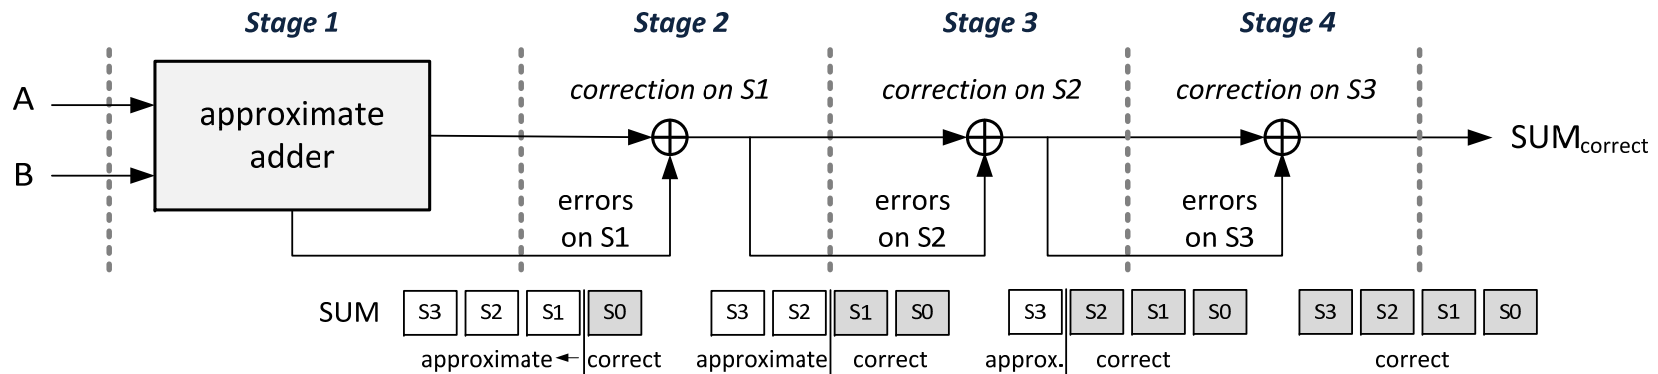 Stage 1 Stage 2 Stage 3 Stage 4
correction on S1 correction on S2 correction on S3
A
approximate
adder
B
SUMcorrect
errors
on S1
errors
on S2
errors
on S3
SUM S3 S2 S1 S0 S3 S2 S1 S0 S3 S2 S1 S0 S3 S2 S1 S0
approximate correct approximate correct approx. correct correct